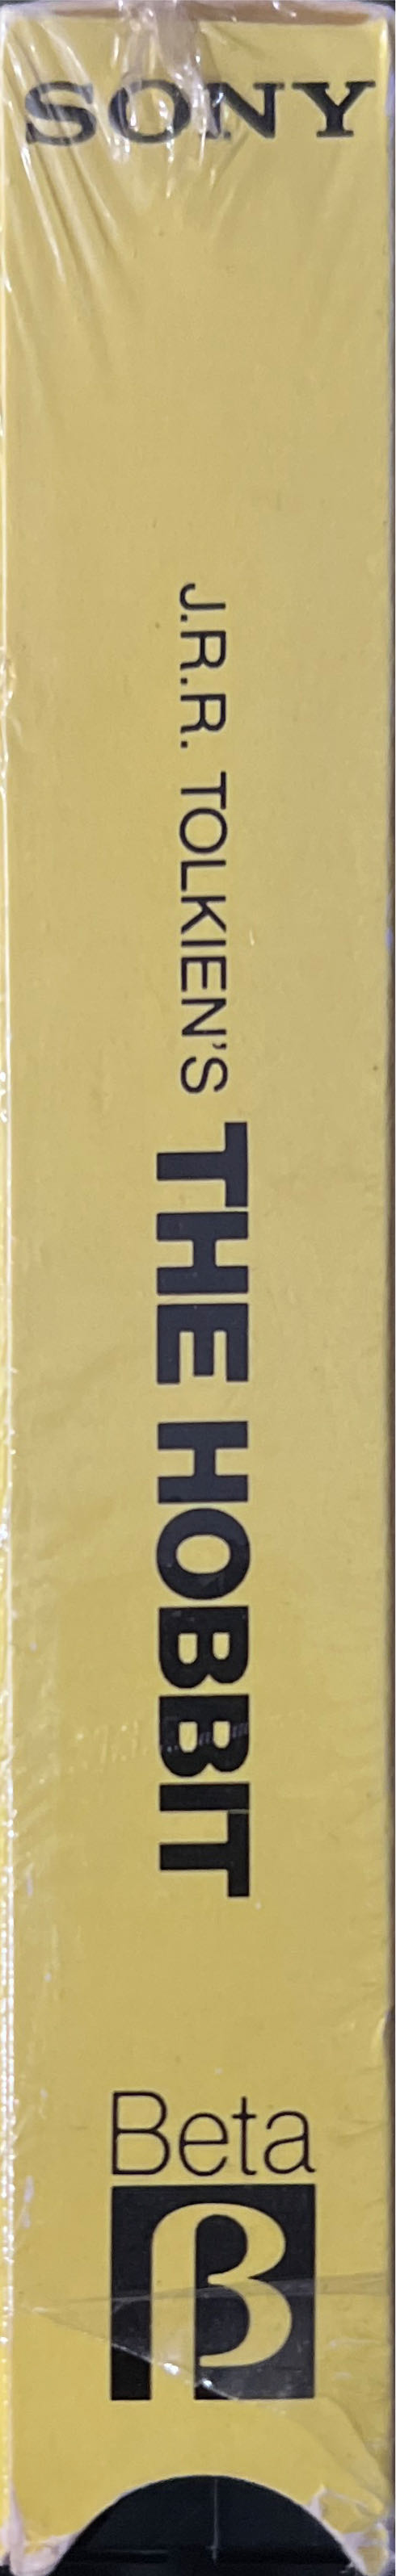 SONY
J.R.R. TOLKIEN'S THE HOBBIT
Beta
β